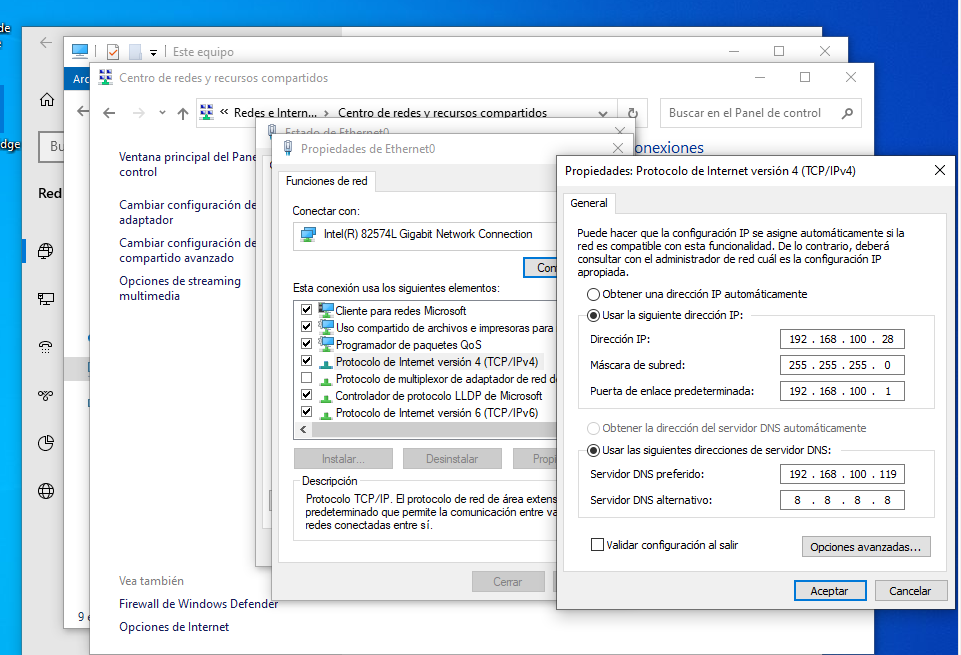 de
dge
Este equipo
Arc
Centro de redes y recursos compartidos
« Redes e Intern... › Centro de redes y recursos compartidos
Buscar en el Panel de control
Bu
Red
Ventana principal del Pane
control
Cambiar configuración de
adaptador
Cambiar configuración de
compartido avanzado
Opciones de streaming
multimedia
onexiones
Vea también
Firewall de Windows Defender
Opciones de Internet
9 e
Estado de Ethernet0
Propiedades de Ethernet0
Funciones de red
Conectar con:
Intel(R) 82574L Gigabit Network Connection
Con
Esta conexión usa los siguientes elementos:
Cliente para redes Microsoft
Uso compartido de archivos e impresoras para
Programador de paquetes QoS
Protocolo de Internet versión 4 (TCP/IPv4)
Protocolo de multiplexor de adaptador de red d
Controlador de protocolo LLDP de Microsoft
Protocolo de Internet versión 6 (TCP/IPv6)
Instalar...
Desinstalar
Propi
Descripción
Protocolo TCP/IP. El protocolo de red de área extens
predeterminado que permite la comunicación entre va
redes conectadas entre sí.
Cerrar
Propiedades: Protocolo de Internet versión 4 (TCP/IPv4)
General
Puede hacer que la configuración IP se asigne automáticamente si la
red es compatible con esta funcionalidad. De lo contrario, deberá
consultar con el administrador de red cuál es la configuración IP
apropiada.
Obtener una dirección IP automáticamente
Usar la siguiente dirección IP:
Dirección IP: 192 . 168 . 100 . 28
Máscara de subred: 255 . 255 . 255 . 0
Puerta de enlace predeterminada: 192 . 168 . 100 . 1
Obtener la dirección del servidor DNS automáticamente
Usar las siguientes direcciones de servidor DNS:
Servidor DNS preferido: 192 . 168 . 100 . 119
Servidor DNS alternativo: 8 . 8 . 8 . 8
Validar configuración al salir
Opciones avanzadas...
Aceptar
Cancelar